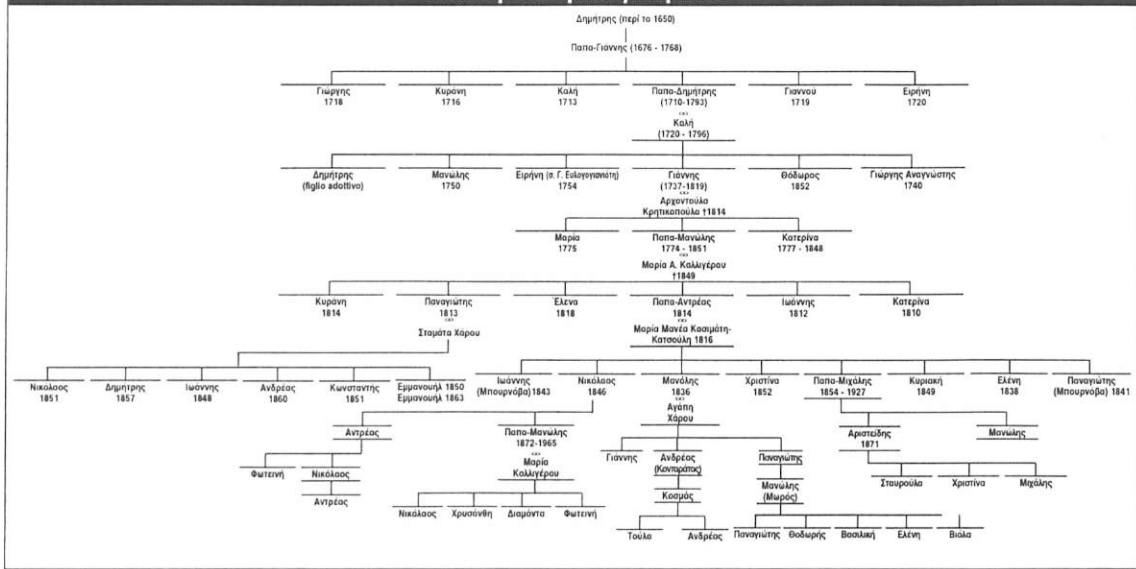 Δημήτρης (περί το 1650)
Παπα-Γιάννης (1676 - 1768)
Γιώργης
1718
Κυράνη
1716
Καλή
1713
Παπα-Δημήτρης
(1710-1793)
Γιαννού
1719
Ειρήνη
1720
Καλή
(1720 - 1796)
Δημήτρης
(figlio adottivo)
Μανώλης
1750
Ειρήνη (σ. Γ. Ευλογογιανιότη)
1754
Γιάννης
(1737-1819)
Θόδωρος
1852
Γιώργης Αναγνώστης
1740
Αρχοντούλα
Κρητικοπούλα †1814
Μαρία
1775
Παπα-Μανώλης
1774 - 1851
Κατερίνα
1777 - 1848
Μαρία Α. Καλλιγέρου
†1849
Κυράνη
1814
Παναγιώτης
1813
Έλενα
1818
Παπα-Αντρέας
1814
Ιωάννης
1812
Κατερίνα
1810
Σταμάτα Χάρου
Μαρία Μανέα Κασιμάτη-
Κατσούλη 1816
Νικόλαος
1851
Δημήτρης
1857
Ιωάννης
1848
Ανδρέας
1860
Κωνσταντής
1851
Εμμανουήλ 1850
Εμμανουήλ 1863
Ιωάννης
(Μπουρνόβα) 1843
Νικόλαας
1846
Μανόλης
1836
Χριστίνα
1852
Παπα-Μιχάλης
1854 - 1927
Κυριακή
1849
Ελένη
1838
Παναγιώτης
(Μπουρνόβα) 1841
Αγάπη
Χάρου
Αντρέας
Παπα-Μανώλης
1872-1965
Αριστείδης
1871
Μανώλης
Φωτεινή
Νικόλαος
Μαρία
Καλλιγέρου
Γιάννης
Ανδρέας
(Κονταράτος)
Παναγιώτης
Σταυρούλα
Χριστίνα
Μιχάλης
Αντρέας
Κοσμάς
Μανώλης
(Μωρός)
Νικόλαος
Χρυσάνθη
Διαμάντα
Φωτεινή
Τούλα
Ανδρέας
Παναγιώτης
Θοδωρής
Βασιλική
Ελένη
Βιόλα